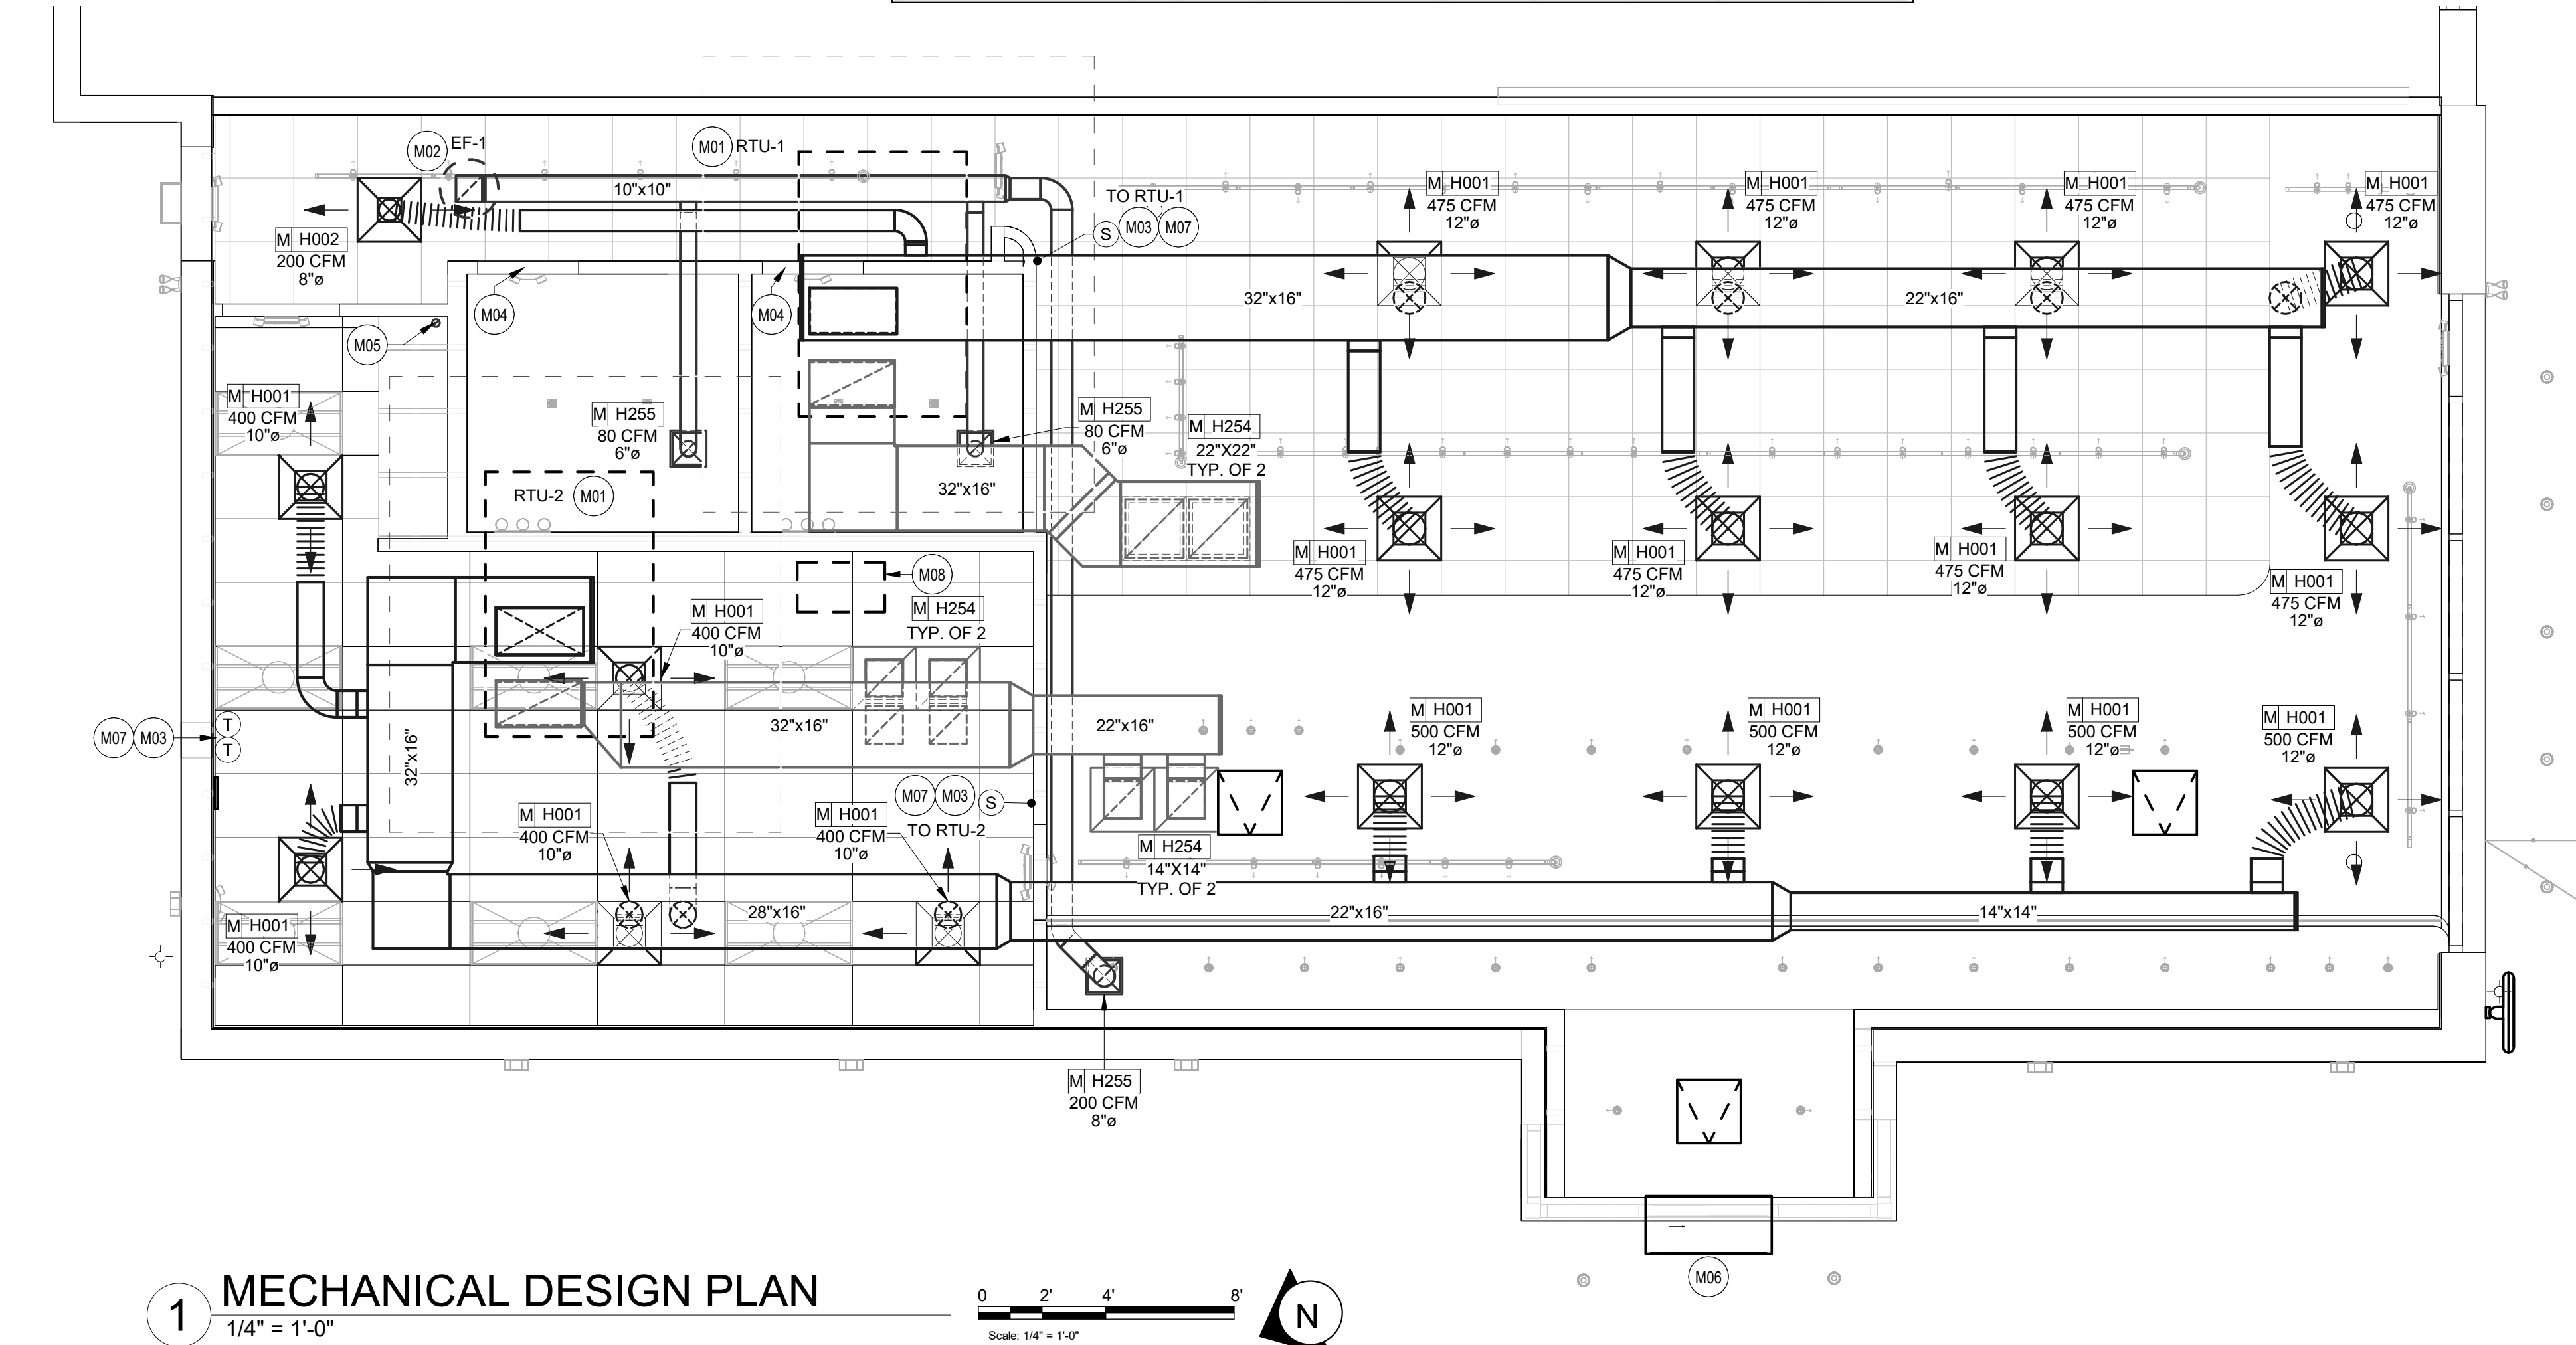 M02
EF-1
M01
RTU-1
10"x10"
M H002
200 CFM
8"ø
TO RTU-1
S
M03
M07
M H001
475 CFM
12"ø
M H001
475 CFM
12"ø
M H001
475 CFM
12"ø
M H001
475 CFM
12"ø
32"x16"
22"x16"
M04
M04
M05
M H001
400 CFM
10"ø
M H255
80 CFM
6"ø
M H255
80 CFM
6"ø
M H254
22"X22"
TYP. OF 2
32"x16"
RTU-2
M01
M H001
475 CFM
12"ø
M H001
475 CFM
12"ø
M H001
475 CFM
12"ø
M H001
475 CFM
12"ø
M08
M H254
TYP. OF 2
M H001
400 CFM
10"ø
M07
M03
T
T
32"x16"
32"x16"
22"x16"
M H001
500 CFM
12"ø
M H001
500 CFM
12"ø
M H001
500 CFM
12"ø
M H001
500 CFM
12"ø
M07
M03
S
TO RTU-2
M H001
400 CFM
10"ø
M H001
400 CFM
10"ø
M H254
14"X14"
TYP. OF 2
M H001
400 CFM
10"ø
28"x16"
22"x16"
14"x14"
M H255
200 CFM
8"ø
M06
1
MECHANICAL DESIGN PLAN
1/4" = 1'-0"
0 2' 4' 8'
Scale: 1/4" = 1'-0"
N